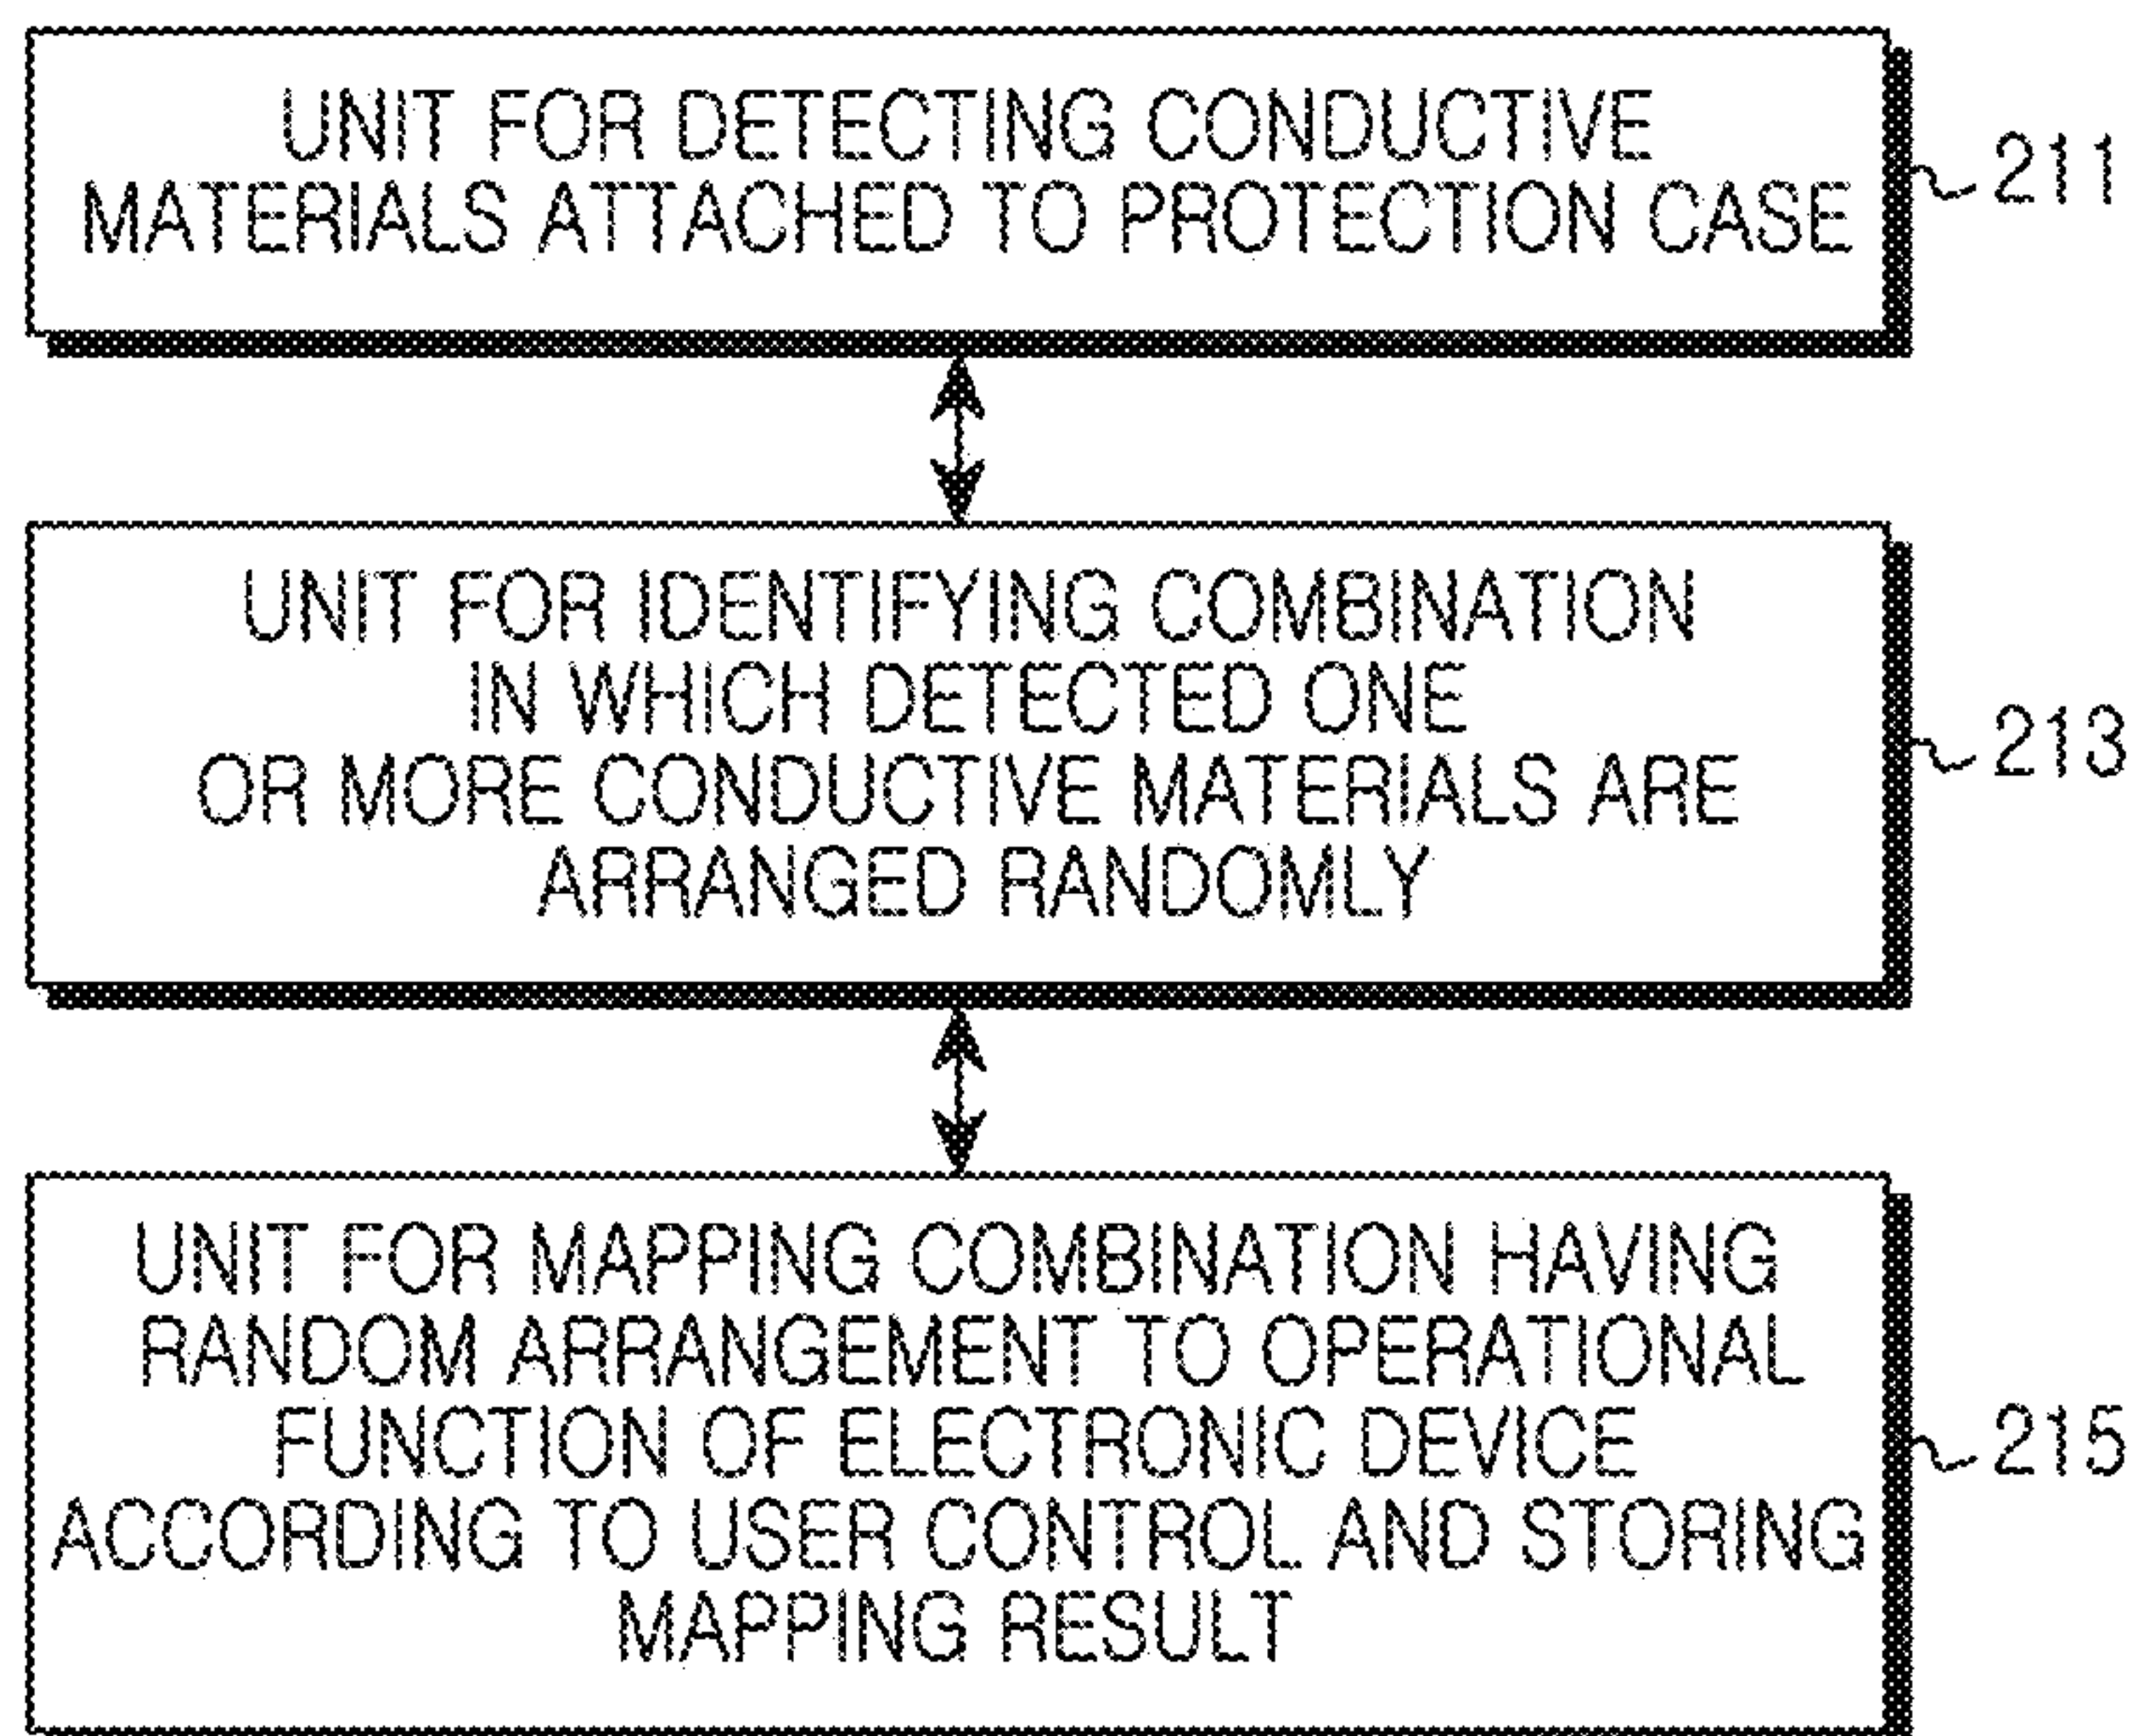 UNIT FOR DETECTING CONDUCTIVE
MATERIALS ATTACHED TO PROTECTION CASE
211
UNIT FOR IDENTIFYING COMBINATION
IN WHICH DETECTED ONE
OR MORE CONDUCTIVE MATERIALS ARE
ARRANGED RANDOMLY
213
UNIT FOR MAPPING COMBINATION HAVING
RANDOM ARRANGEMENT TO OPERATIONAL
FUNCTION OF ELECTRONIC DEVICE
ACCORDING TO USER CONTROL AND STORING
MAPPING RESULT
215